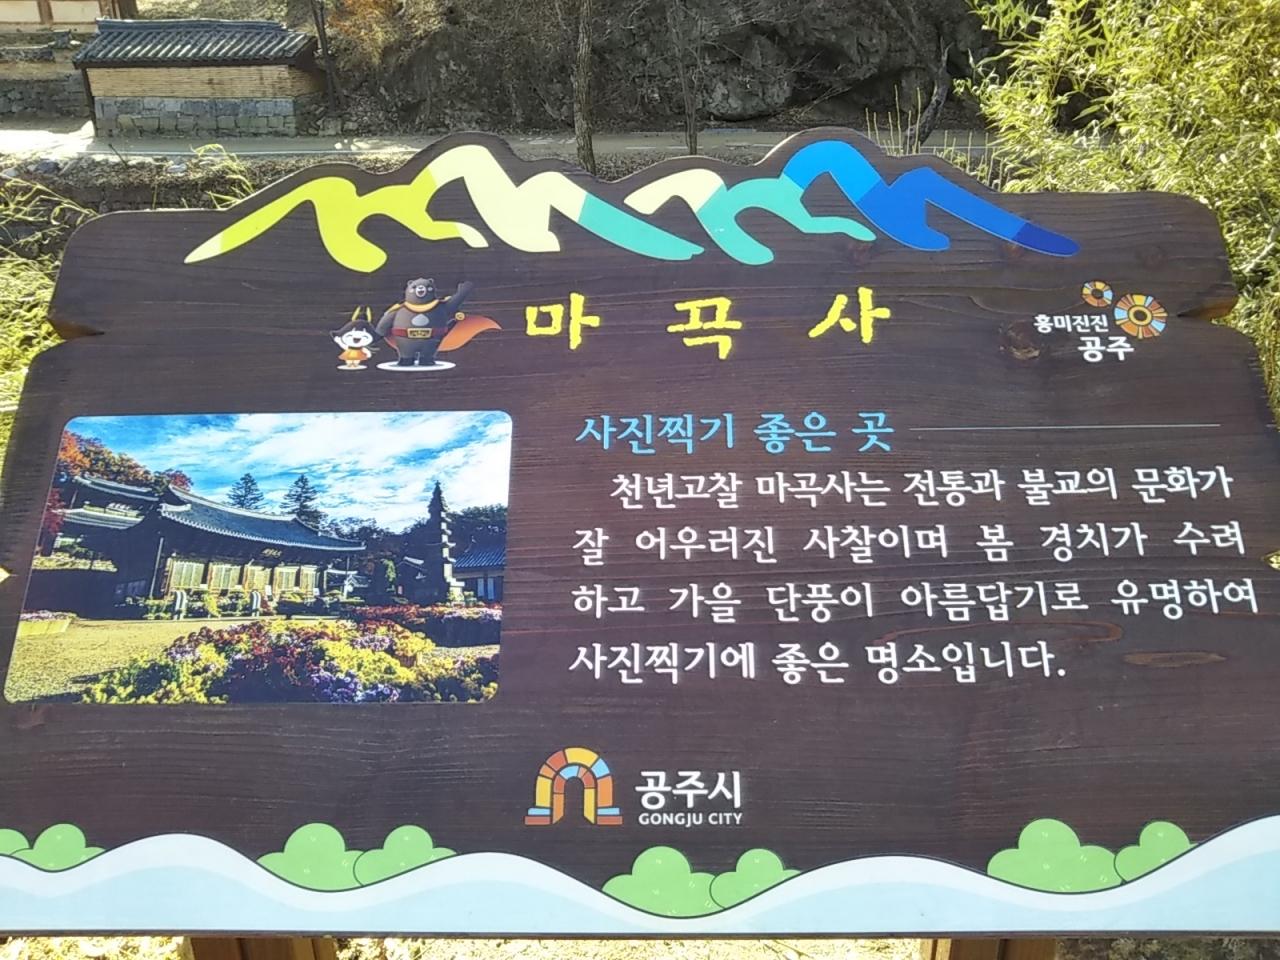 마곡사
흥미진진
공주
사진찍기 좋은 곳
천년고찰 마곡사는 전통과 불교의 문화가
잘 어우러진 사찰이며 봄 경치가 수려
하고 가을 단풍이 아름답기로 유명하여
사진찍기에 좋은 명소입니다.
공주시
GONGJU CITY